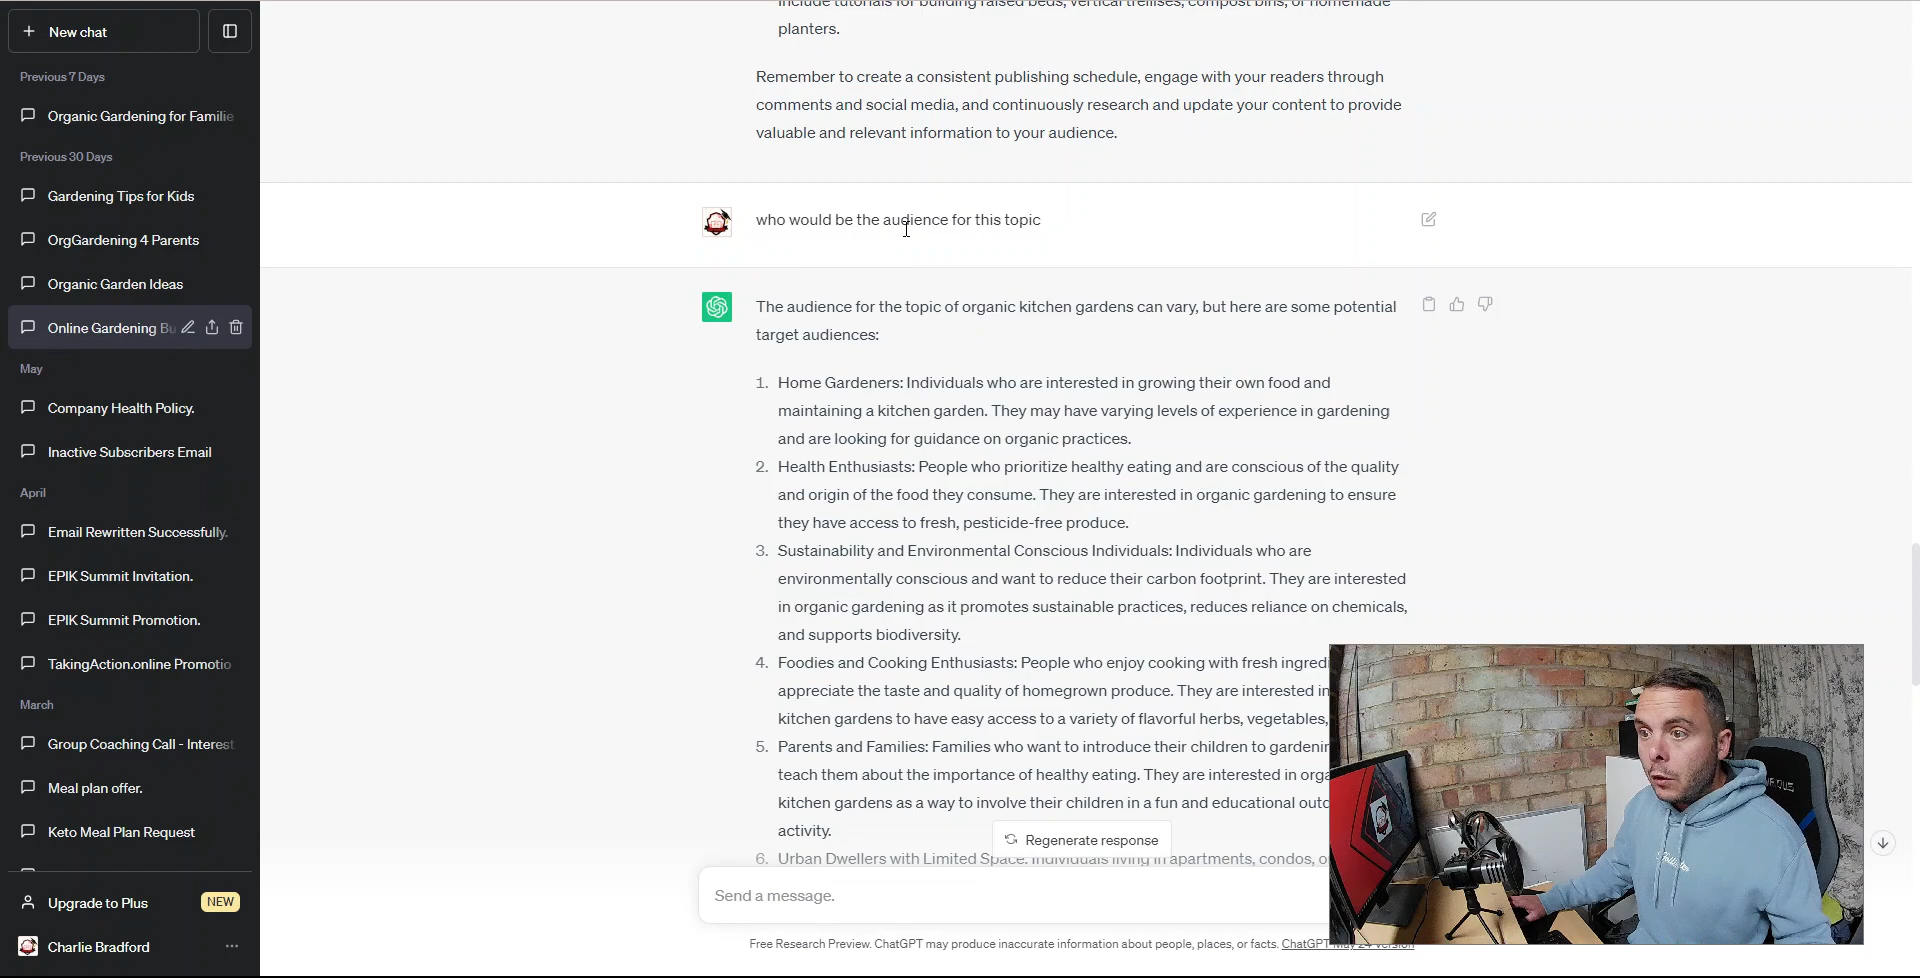 New chat
Previous 7 Days
Organic Gardening for Familie
Previous 30 Days
Gardening Tips for Kids
OrgGardening 4 Parents
Organic Garden Ideas
Online Gardening Bu
May
Company Health Policy.
Inactive Subscribers Email
April
Email Rewritten Successfully.
EPIK Summit Invitation.
EPIK Summit Promotion.
TakingAction.online Promotio
March
Group Coaching Call - Interest
Meal plan offer.
Keto Meal Plan Request
Upgrade to Plus NEW
Charlie Bradford
Include tutorials for building raised beds, vertical trellises, compost bins, or homemade
planters.
Remember to create a consistent publishing schedule, engage with your readers through
comments and social media, and continuously research and update your content to provide
valuable and relevant information to your audience.
who would be the audience for this topic
The audience for the topic of organic kitchen gardens can vary, but here are some potential
target audiences:
1. Home Gardeners: Individuals who are interested in growing their own food and
maintaining a kitchen garden. They may have varying levels of experience in gardening
and are looking for guidance on organic practices.
2. Health Enthusiasts: People who prioritize healthy eating and are conscious of the quality
and origin of the food they consume. They are interested in organic gardening to ensure
they have access to fresh, pesticide-free produce.
3. Sustainability and Environmental Conscious Individuals: Individuals who are
environmentally conscious and want to reduce their carbon footprint. They are interested
in organic gardening as it promotes sustainable practices, reduces reliance on chemicals,
and supports biodiversity.
4. Foodies and Cooking Enthusiasts: People who enjoy cooking with fresh ingredi
appreciate the taste and quality of homegrown produce. They are interested in
kitchen gardens to have easy access to a variety of flavorful herbs, vegetables,
5. Parents and Families: Families who want to introduce their children to gardenin
teach them about the importance of healthy eating. They are interested in orga
kitchen gardens as a way to involve their children in a fun and educational outd
activity.
Regenerate response
6. Urban Dwellers with Limited Space: Individuals living in apartments, condos, o
Send a message.
Free Research Preview. ChatGPT may produce inaccurate information about people, places, or facts. ChatGPT May 24 Version